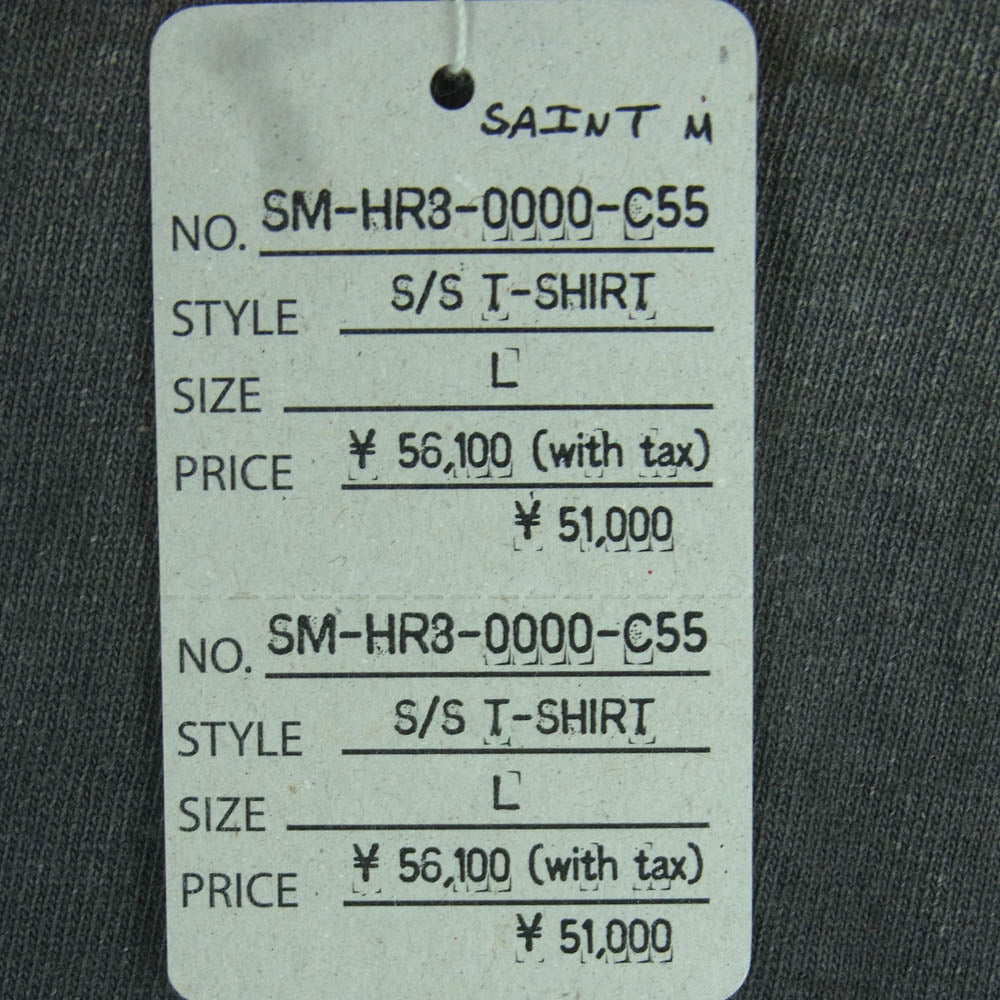 SAINT M
NO. SM-HR3-0000-C55
STYLE S/S T-SHIRT
SIZE L
PRICE ¥ 56,100 (with tax)
¥ 51,000
NO. SM-HR3-0000-C55
STYLE S/S T-SHIRT
SIZE L
PRICE ¥ 56,100 (with tax)
¥ 51,000